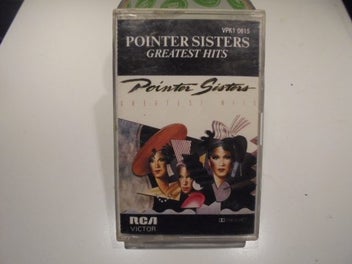 VPK1 0815
POINTER SISTERS
GREATEST HITS
Pointer Sisters
GREATEST HITS
RCA
VICTOR